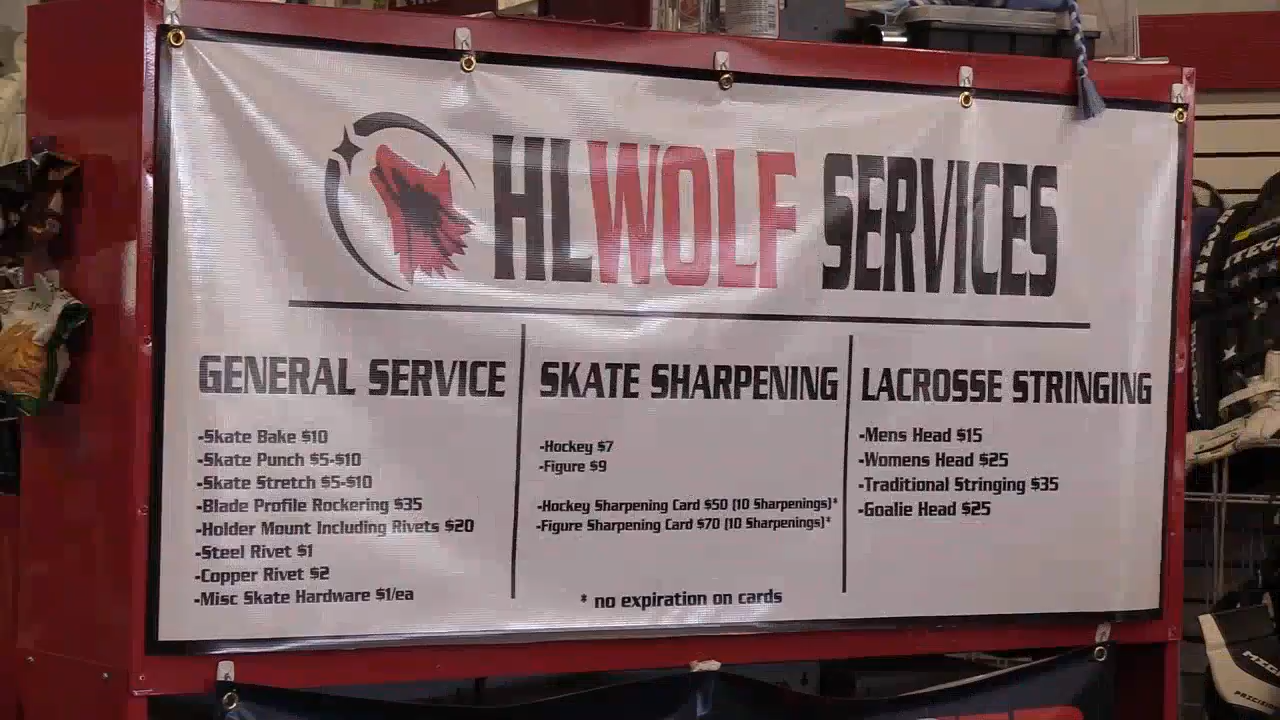 HLWOLF SERVICES
GENERAL SERVICE
-Skate Bake $10
-Skate Punch $5-$10
-Skate Stretch $5-$10
-Blade Profile Rockering $35
-Holder Mount Including Rivets $20
-Steel Rivet $1
-Copper Rivet $2
-Misc Skate Hardware $1/ea
SKATE SHARPENING
-Hockey $7
-Figure $9
-Hockey Sharpening Card $50 (10 Sharpenings)*
-Figure Sharpening Card $70 (10 Sharpenings)*
* no expiration on cards
LACROSSE STRINGING
-Mens Head $15
-Womens Head $25
-Traditional Stringing $35
-Goalie Head $25